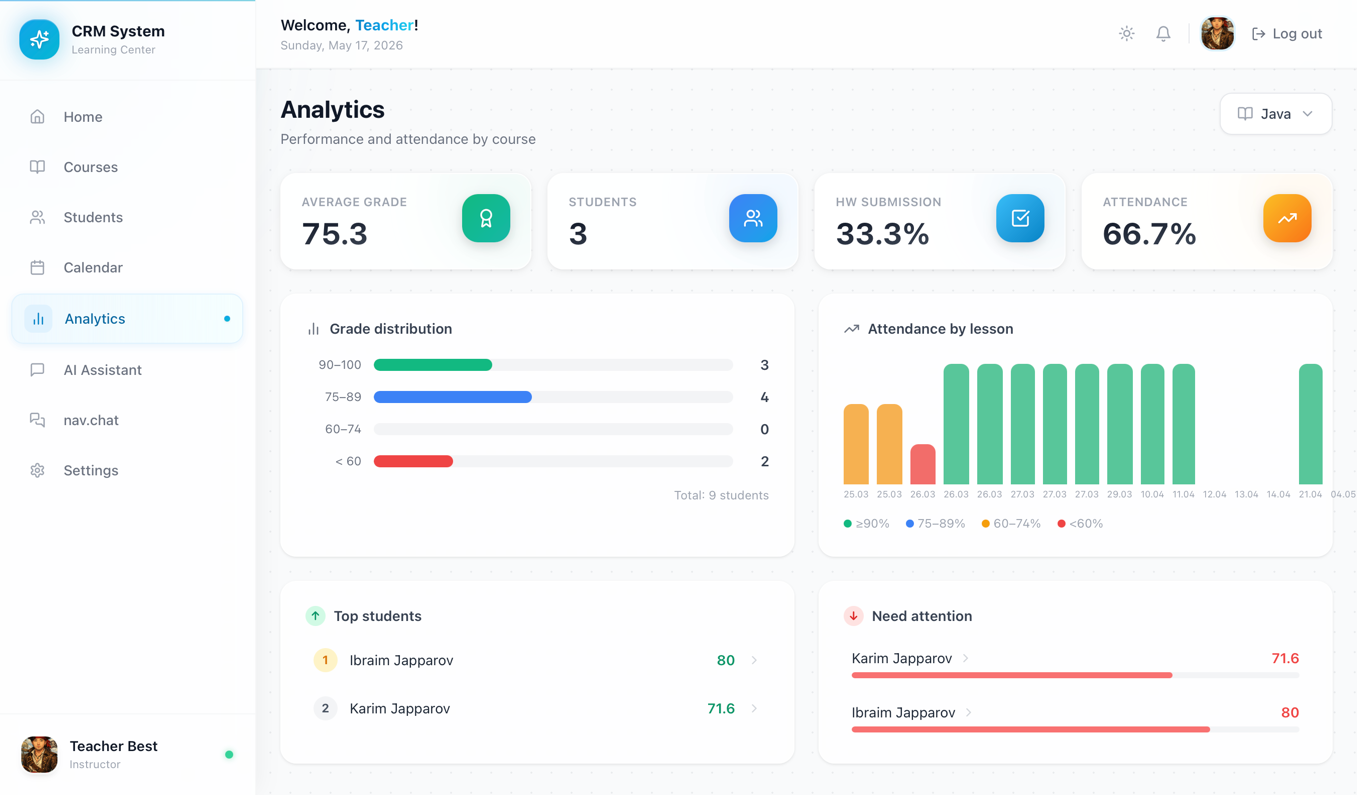 CRM System
Learning Center
Home
Courses
Students
Calendar
Analytics
AI Assistant
nav.chat
Settings
Teacher Best
Instructor
Welcome, Teacher!
Sunday, May 17, 2026
Log out
Analytics
Performance and attendance by course
Java
AVERAGE GRADE
75.3
STUDENTS
3
HW SUBMISSION
33.3%
ATTENDANCE
66.7%
Grade distribution
90–100 3
75–89 4
60–74 0
< 60 2
Total: 9 students
Attendance by lesson
25.03 25.03 26.03 26.03 26.03 27.03 27.03 27.03 29.03 10.04 11.04 12.04 13.04 14.04 21.04 04.05
≥90% 75–89% 60–74% <60%
Top students
1 Ibraim Japparov 80
2 Karim Japparov 71.6
Need attention
Karim Japparov 71.6
Ibraim Japparov 80